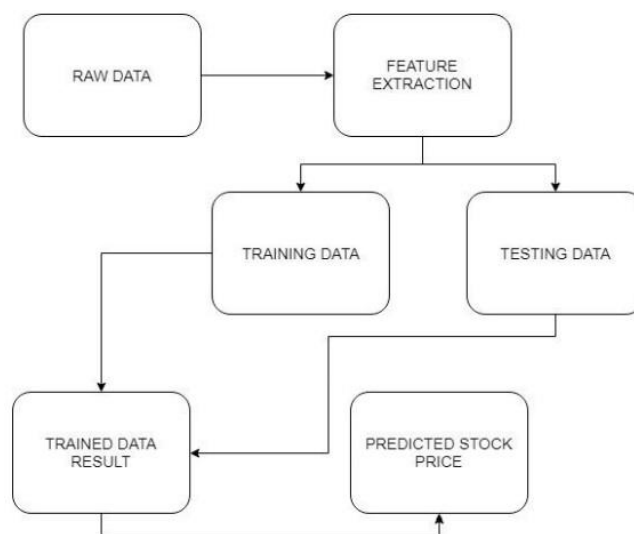 RAW DATA
FEATURE
EXTRACTION
TRAINING DATA
TESTING DATA
TRAINED DATA
RESULT
PREDICTED STOCK
PRICE